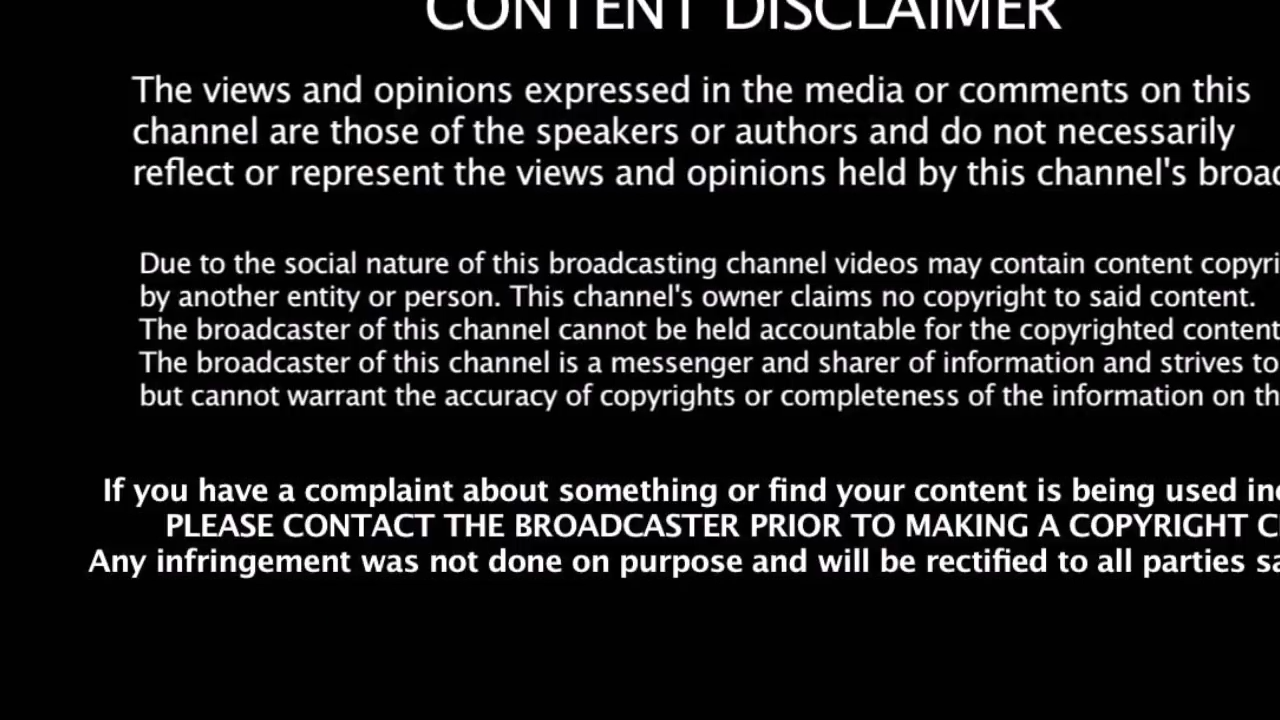 CONTENT DISCLAIMER
The views and opinions expressed in the media or comments on this
channel are those of the speakers or authors and do not necessarily
reflect or represent the views and opinions held by this channel's
Due to the social nature of this broadcasting channel videos may contain content
by another entity or person. This channel's owner claims no copyright to said content.
The broadcaster of this channel cannot be held accountable for the copyrighted content
The broadcaster of this channel is a messenger and sharer of information and strives to
but cannot warrant the accuracy of copyrights or completeness of the information on
If you have a complaint about something or find your content is being used
PLEASE CONTACT THE BROADCASTER PRIOR TO MAKING A COPYRIGHT
Any infringement was not done on purpose and will be rectified to all parties